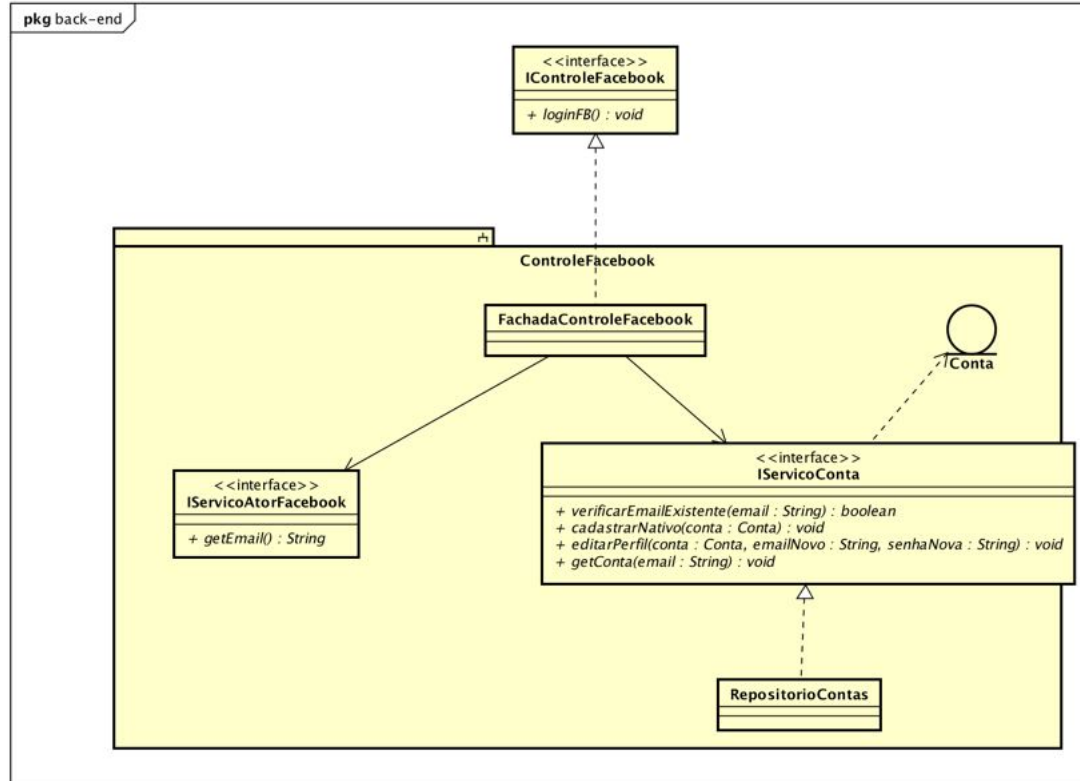 pkg back-end
<<interface>>
IControleFacebook
+ loginFB() : void
ControleFacebook
FachadaControleFacebook
Conta
<<interface>>
IServicoAtorFacebook
+ getEmail() : String
<<interface>>
IServicoConta
+ verificarEmailExistente(email : String) : boolean
+ cadastrarNativo(conta : Conta) : void
+ editarPerfil(conta : Conta, emailNovo : String, senhaNova : String) : void
+ getConta(email : String) : void
RepositorioContas